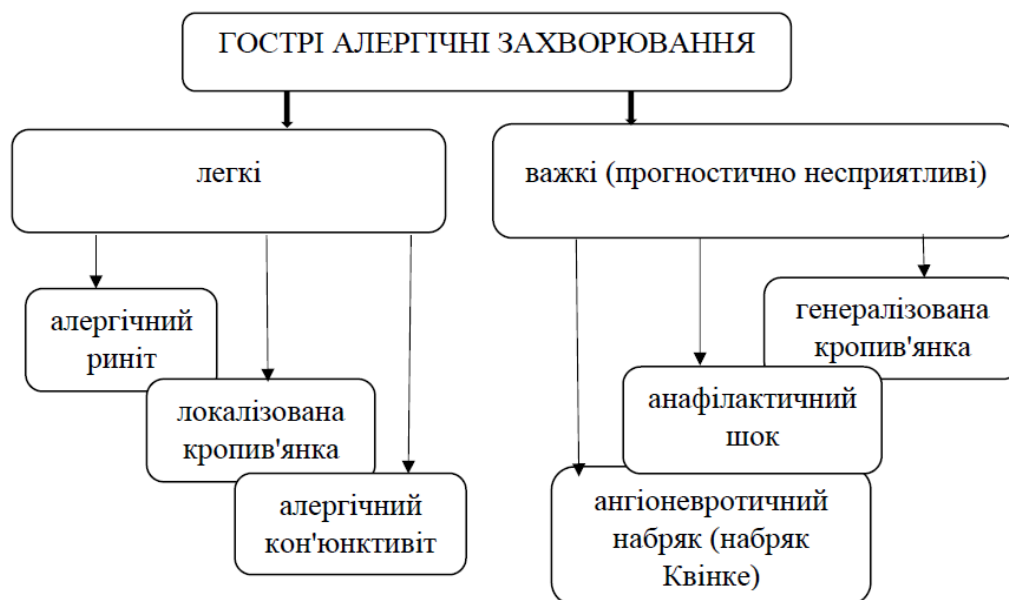 ГОСТРІ АЛЕРГІЧНІ ЗАХВОРЮВАННЯ
легкі
важкі (прогностично несприятливі)
алергічний
риніт
локалізована
кропив'янка
алергічний
кон'юнктивіт
генералізована
кропив'янка
анафілактичний
шок
ангіоневротичний
набряк (набряк
Квінке)